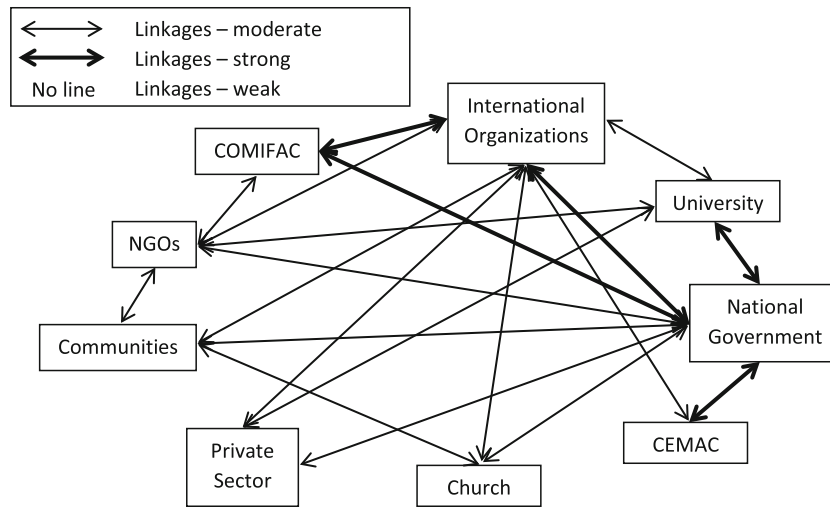 Linkages – moderate
Linkages – strong
No line Linkages – weak
International
Organizations
COMIFAC
University
NGOs
National
Government
Communities
Private
Sector
Church
CEMAC